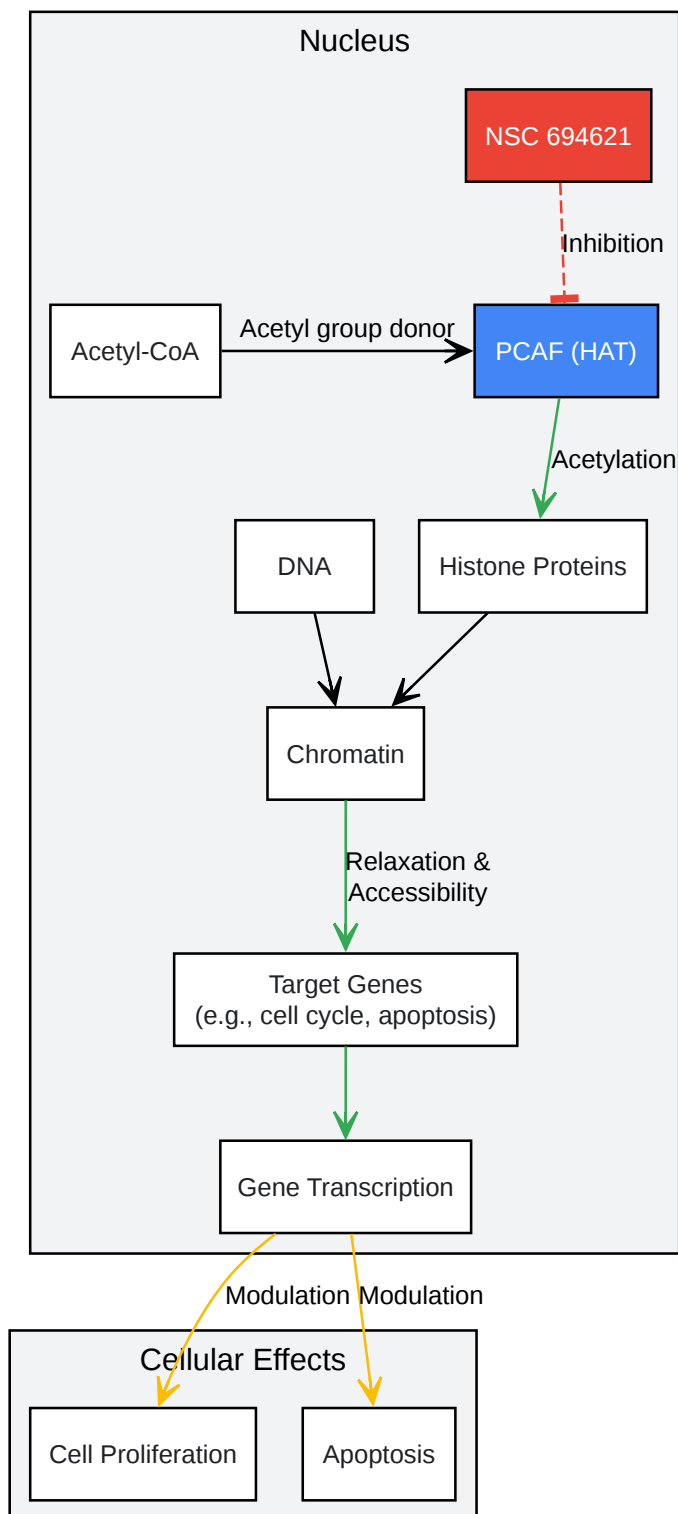 Nucleus
NSC 694621
Inhibition
Acetyl-CoA
Acetyl group donor
PCAF (HAT)
Acetylation
DNA
Histone Proteins
Chromatin
Relaxation &
Accessibility
Target Genes
(e.g., cell cycle, apoptosis)
Gene Transcription
Modulation
Modulation
Cellular Effects
Cell Proliferation
Apoptosis